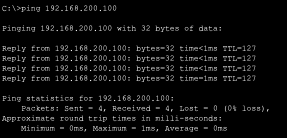 C:\>ping 192.168.200.100
Pinging 192.168.200.100 with 32 bytes of data:
Reply from 192.168.200.100: bytes=32 time<1ms TTL=127
Reply from 192.168.200.100: bytes=32 time<1ms TTL=127
Reply from 192.168.200.100: bytes=32 time<1ms TTL=127
Reply from 192.168.200.100: bytes=32 time=1ms TTL=127
Ping statistics for 192.168.200.100:
Packets: Sent = 4, Received = 4, Lost = 0 (0% loss),
Approximate round trip times in milli-seconds:
Minimum = 0ms, Maximum = 1ms, Average = 0ms